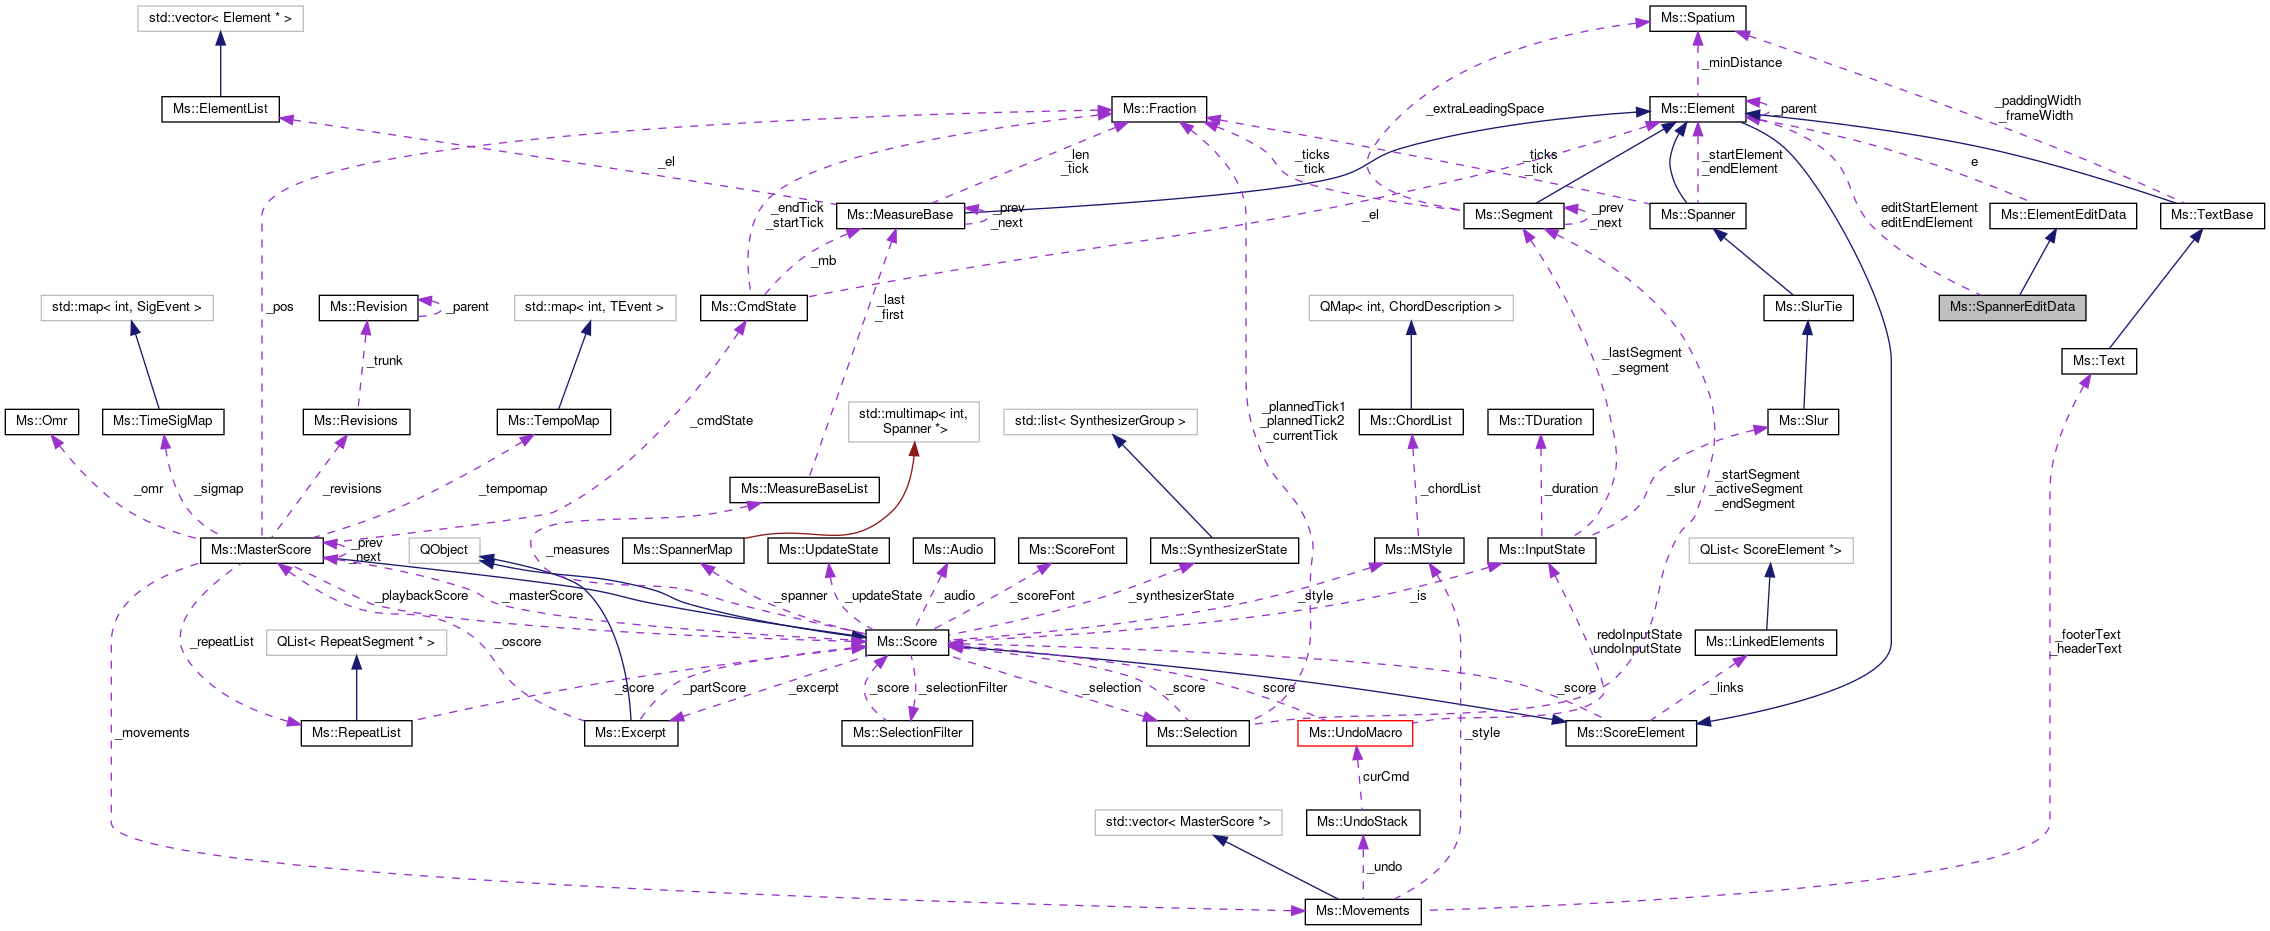 std::vector< Element * >
Ms::Spatium
_minDistance
Ms::ElementList
Ms::Fraction
_extraLeadingSpace
Ms::Element
_parent
_paddingWidth
_frameWidth
_el
_len
_tick
_ticks
_tick
_ticks
_tick
_startElement
_endElement
e
_endTick
_startTick
Ms::MeasureBase
_prev
_next
_el
Ms::Segment
_prev
_next
Ms::Spanner
editStartElement
editEndElement
Ms::ElementEditData
Ms::TextBase
_mb
std::map< int, SigEvent >
_pos
Ms::Revision
_parent
std::map< int, TEvent >
Ms::CmdState
_last
_first
QMap< int, ChordDescription >
Ms::SlurTie
Ms::SpannerEditData
_trunk
_lastSegment
_segment
Ms::Text
Ms::Omr
Ms::TimeSigMap
Ms::Revisions
Ms::TempoMap
_cmdState
std::multimap< int,
Spanner *>
std::list< SynthesizerGroup >
_plannedTick1
_plannedTick2
_currentTick
Ms::ChordList
Ms::TDuration
Ms::Slur
_omr
_sigmap
_revisions
_tempomap
Ms::MeasureBaseList
_chordList
_duration
_slur
_startSegment
_activeSegment
_endSegment
Ms::MasterScore
_prev
_next
QObject
_measures
Ms::SpannerMap
Ms::UpdateState
Ms::Audio
Ms::ScoreFont
Ms::SynthesizerState
Ms::MStyle
Ms::InputState
QList< ScoreElement *>
_playbackScore
_masterScore
_spanner
_updateState
_audio
_scoreFont
_synthesizerState
_style
_is
_repeatList
QList< RepeatSegment * >
_oscore
Ms::Score
redoInputState
undoInputState
Ms::LinkedElements
_footerText
_headerText
_score
_partScore
_excerpt
_score
_selectionFilter
_selection
_score
score
_score
_links
_movements
Ms::RepeatList
Ms::Excerpt
Ms::SelectionFilter
Ms::Selection
Ms::UndoMacro
_style
Ms::ScoreElement
curCmd
std::vector< MasterScore *>
Ms::UndoStack
_undo
Ms::Movements